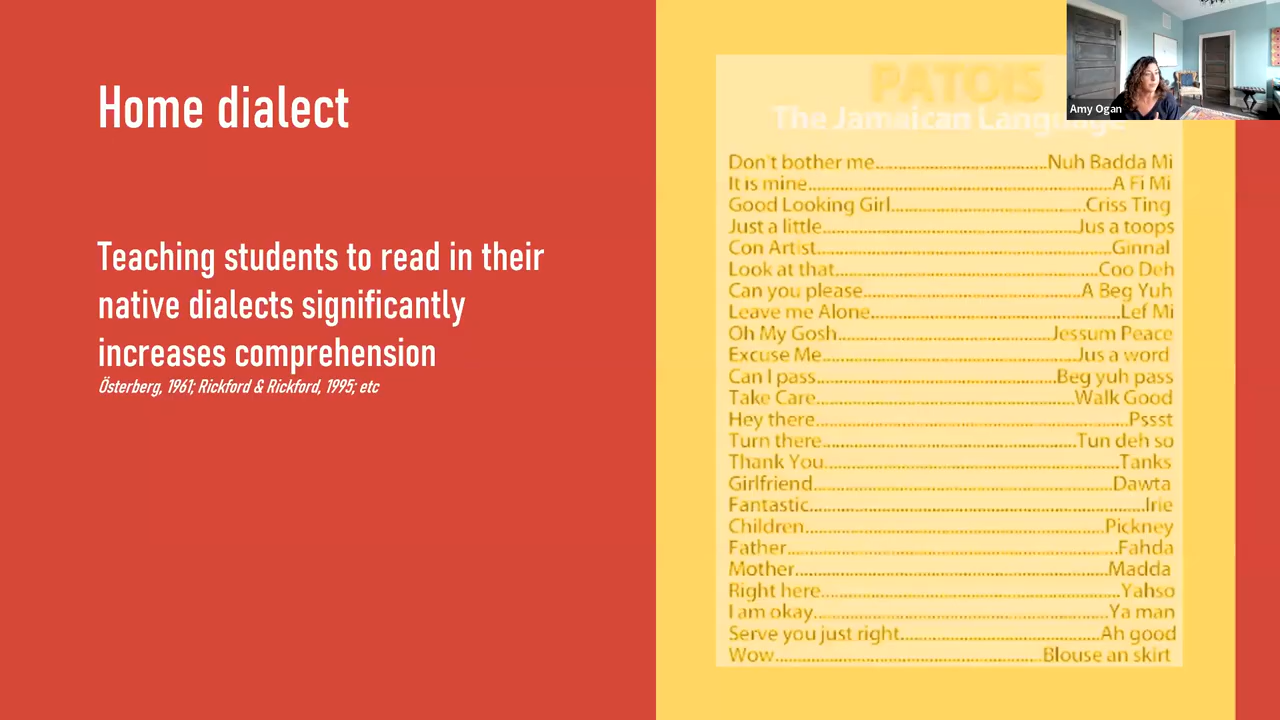 Home dialect
Teaching students to read in their
native dialects significantly
increases comprehension
Österberg, 1961; Rickford & Rickford, 1995; etc
PATOIS
The Jamaican Language
Don't bother me..........................................Nuh Badda Mi
It is mine..........................................A Fi Mi
Good Looking Girl..........................................Criss Ting
Just a little..........................................Jus a toops
Con Artist..........................................Ginnal
Look at that..........................................Coo Deh
Can you please..........................................A Beg Yuh
Leave me Alone..........................................Lef Mi
Oh My Gosh..........................................Jessum Peace
Excuse Me..........................................Jus a word
Can I pass..........................................Beg yuh pass
Take Care..........................................Walk Good
Hey there..........................................Pssst
Turn there..........................................Tun deh so
Thank You..........................................Tanks
Girlfriend..........................................Dawta
Fantastic..........................................Irie
Children..........................................Pickney
Father..........................................Fahda
Mother..........................................Madda
Right here..........................................Yahso
I am okay..........................................Ya man
Serve you just right..........................................Ah good
Wow..........................................Blouse an skirt
Amy Ogan